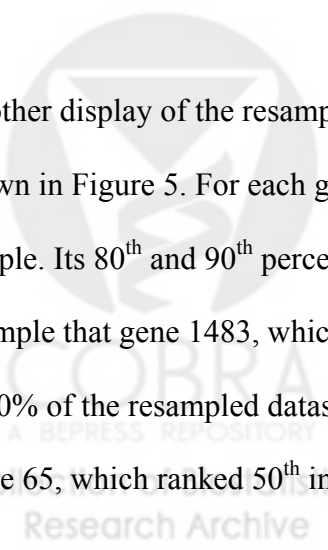 other display of the resamp
wn in Figure 5. For each g
ple. Its 80th and 90th perce
mple that gene 1483, whic
0% of the resampled datas
A BEPRESS REPOSITORY
e 65, which ranked 50th in
Research Archive